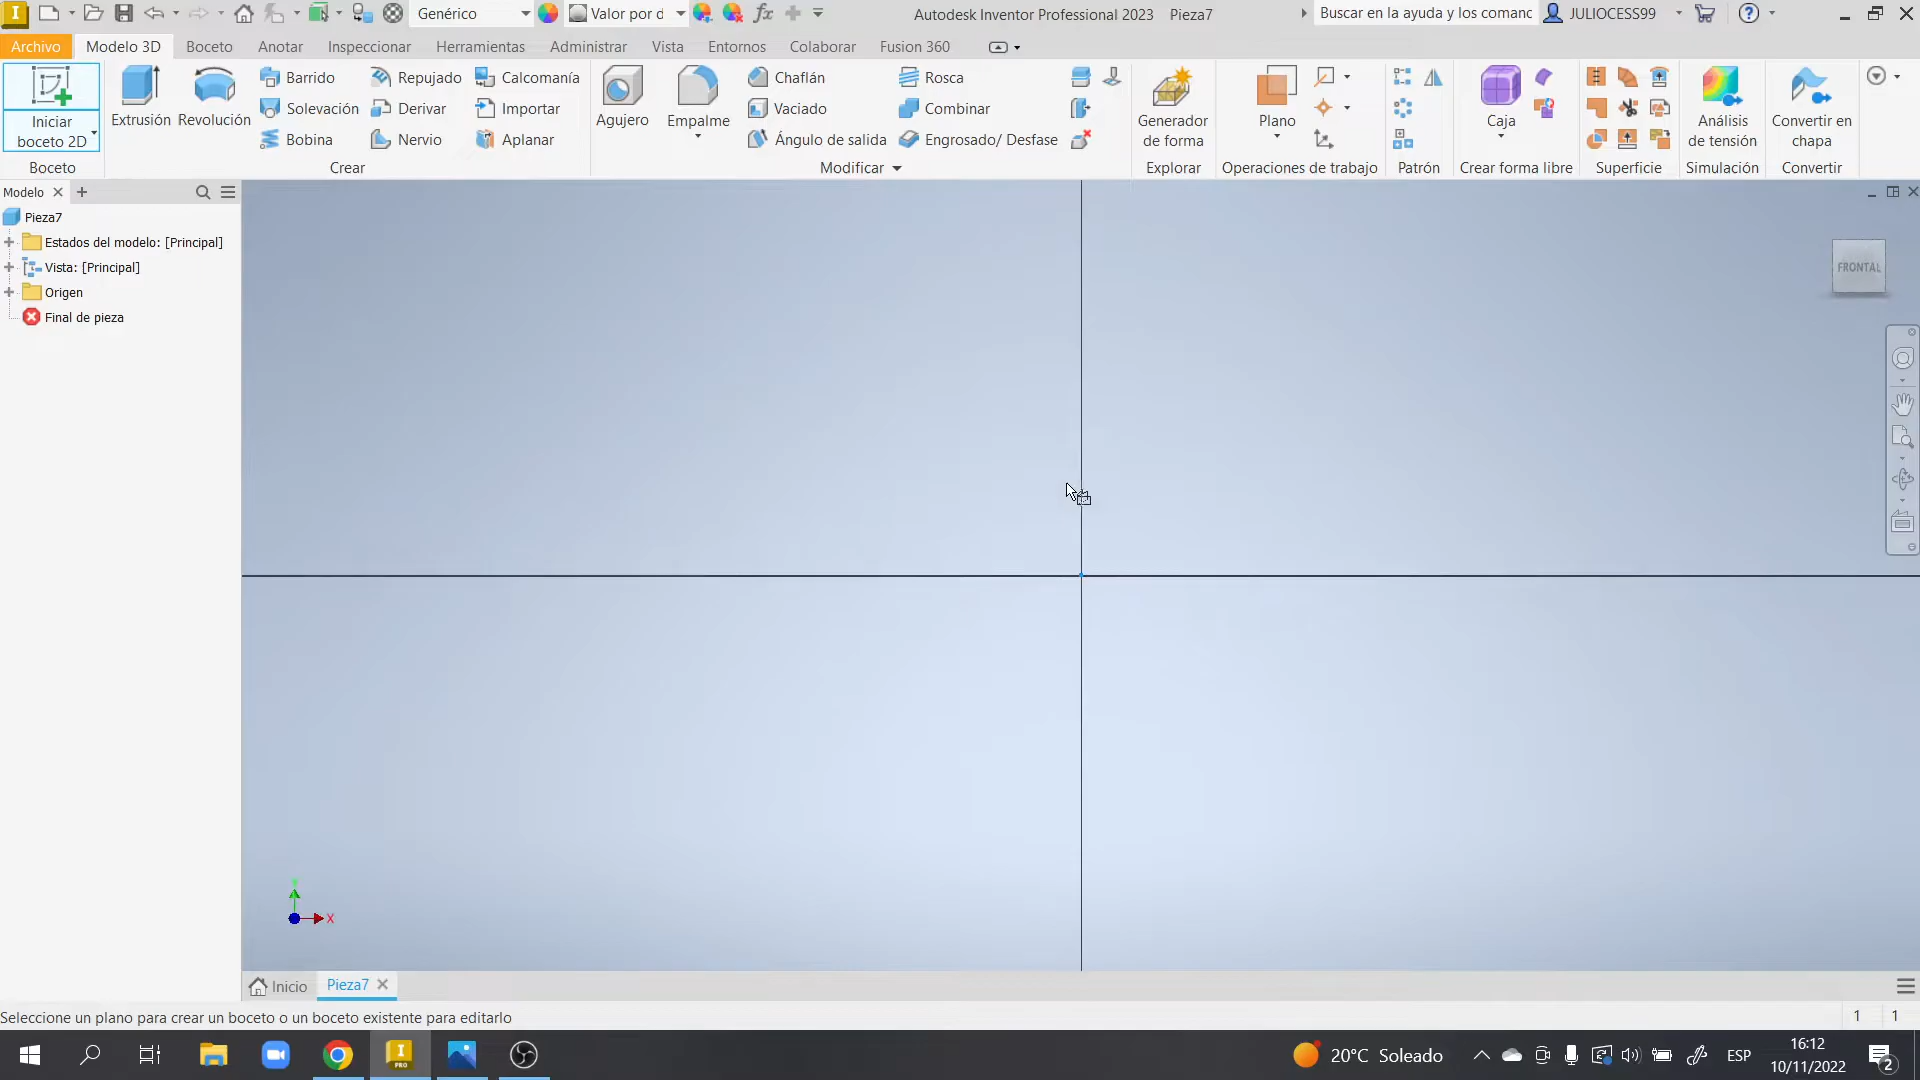 Genérico
Valor por d
fx
Autodesk Inventor Professional 2023 Pieza7
Buscar en la ayuda y los comanc
JULIOCESS99
Archivo
Modelo 3D
Boceto
Anotar
Inspeccionar
Herramientas
Administrar
Vista
Entornos
Colaborar
Fusion 360
Iniciar
boceto 2D
Boceto
Extrusión
Revolución
Barrido
Solevación
Bobina
Repujado
Derivar
Nervio
Calcomanía
Importar
Aplanar
Crear
Agujero
Empalme
Chaflán
Vaciado
Ángulo de salida
Rosca
Combinar
Engrosado/ Desfase
Modificar
Generador
de forma
Explorar
Plano
Operaciones de trabajo
Patrón
Caja
Crear forma libre
Superficie
Análisis
de tensión
Simulación
Convertir en
chapa
Convertir
Modelo
Pieza7
Estados del modelo: [Principal]
Vista: [Principal]
Origen
Final de pieza
FRONTAL
X
Inicio
Pieza7
Seleccione un plano para crear un boceto o un boceto existente para editarlo
1 1
I
PRO
20°C Soleado
ESP
16:12
10/11/2022
2